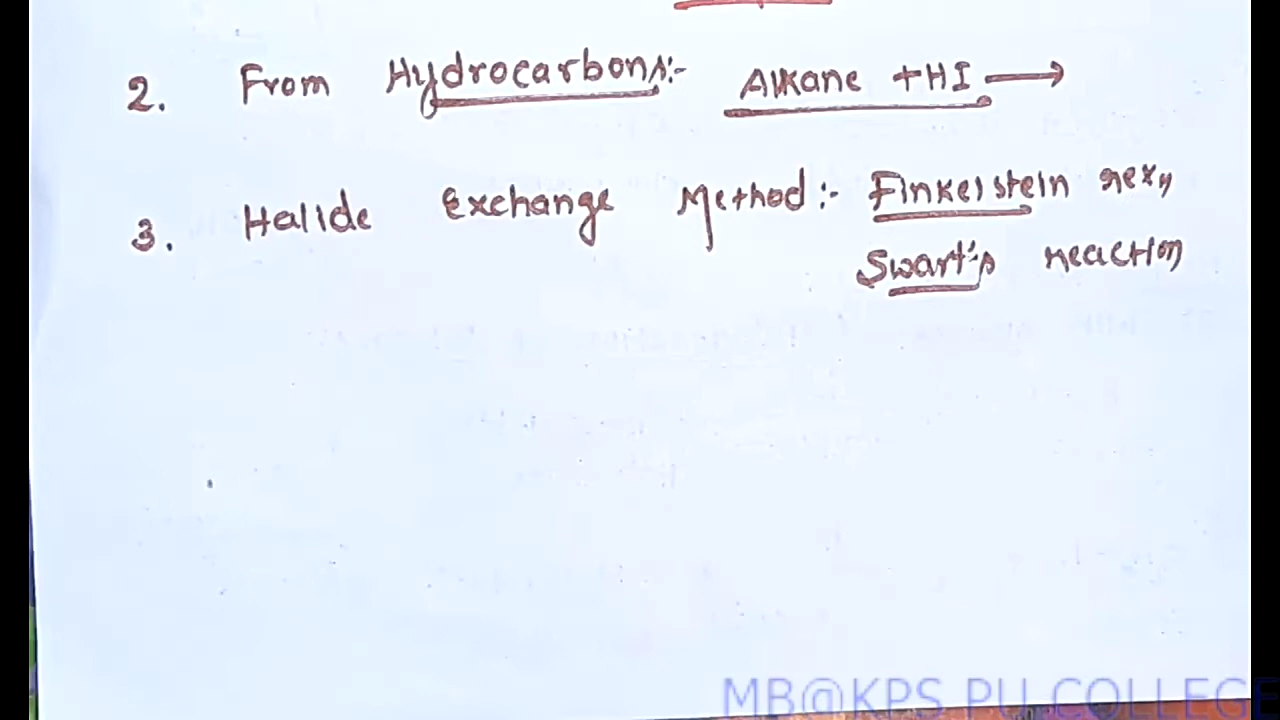 2. From Hydrocarbons:- Alkane + HI ⟶
3. Halide Exchange Method:- Finkelstein rexn
Swart's reaction
MB@KPS PU COLLEGE